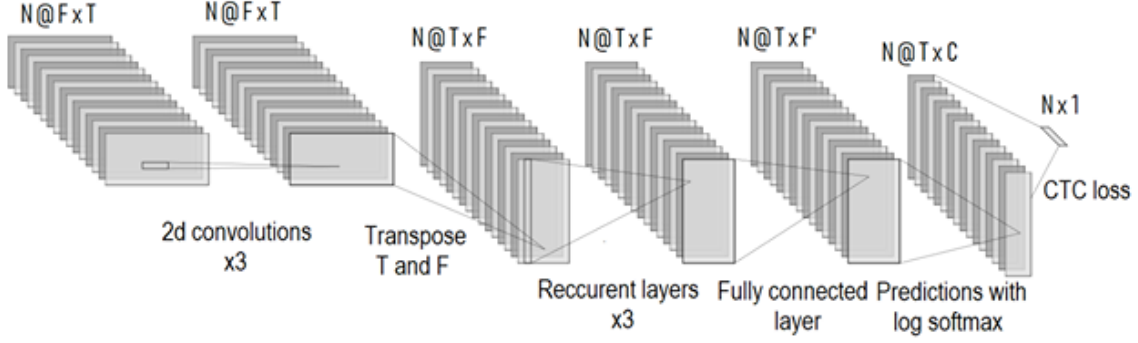 N@FxT
N@FxT
N@TxF
N@TxF
N@TxF'
N@TxC
Nx1
CTC loss
2d convolutions
x3
Transpose
T and F
Reccurent layers
x3
Fully connected
layer
Predictions with
log softmax